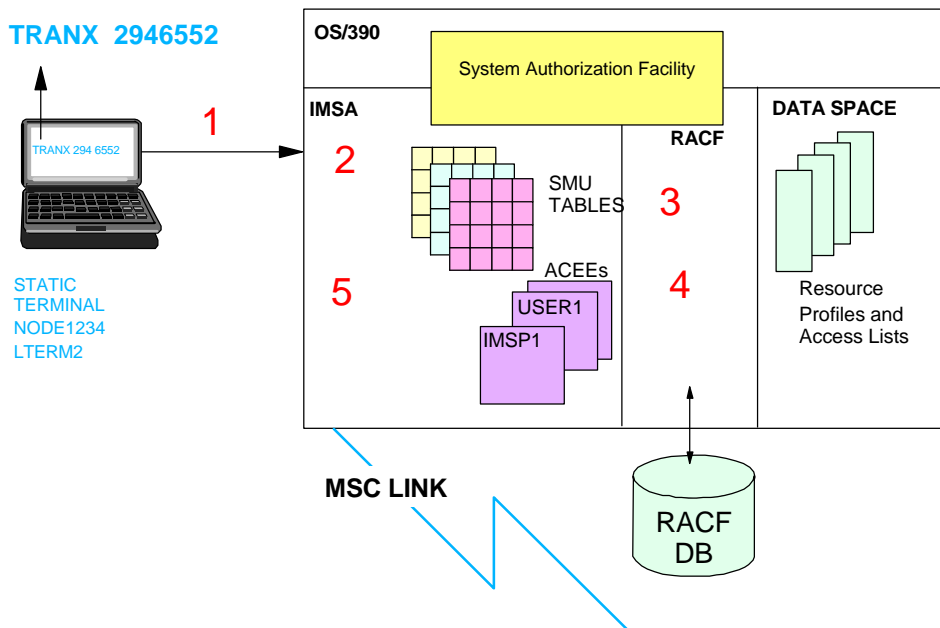 TRANX 2946552
TRANX 294 6552
STATIC
TERMINAL
NODE1234
LTERM2
1
OS/390
System Authorization Facility
IMSA
2
SMU
TABLES
5
ACEEs
USER1
IMSP1
RACF
3
4
DATA SPACE
Resource
Profiles and
Access Lists
MSC LINK
RACF
DB